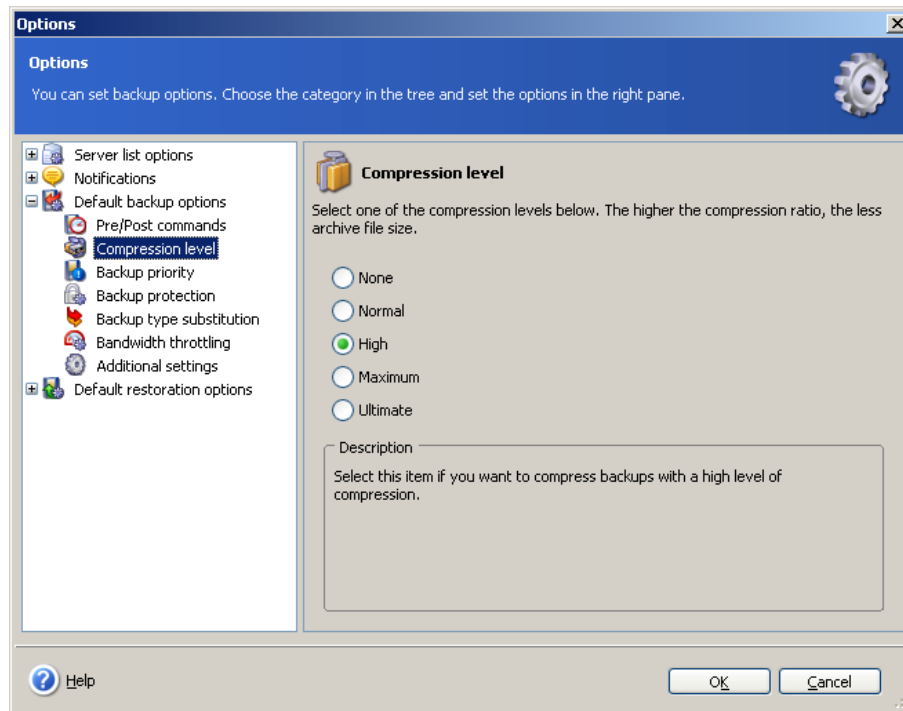 Options
Options
You can set backup options. Choose the category in the tree and set the options in the right pane.
Server list options
Notifications
Default backup options
Pre/Post commands
Compression level
Backup priority
Backup protection
Backup type substitution
Bandwidth throttling
Additional settings
Default restoration options
Compression level
Select one of the compression levels below. The higher the compression ratio, the less
archive file size.
None
Normal
High
Maximum
Ultimate
Description
Select this item if you want to compress backups with a high level of
compression.
Help
OK
Cancel